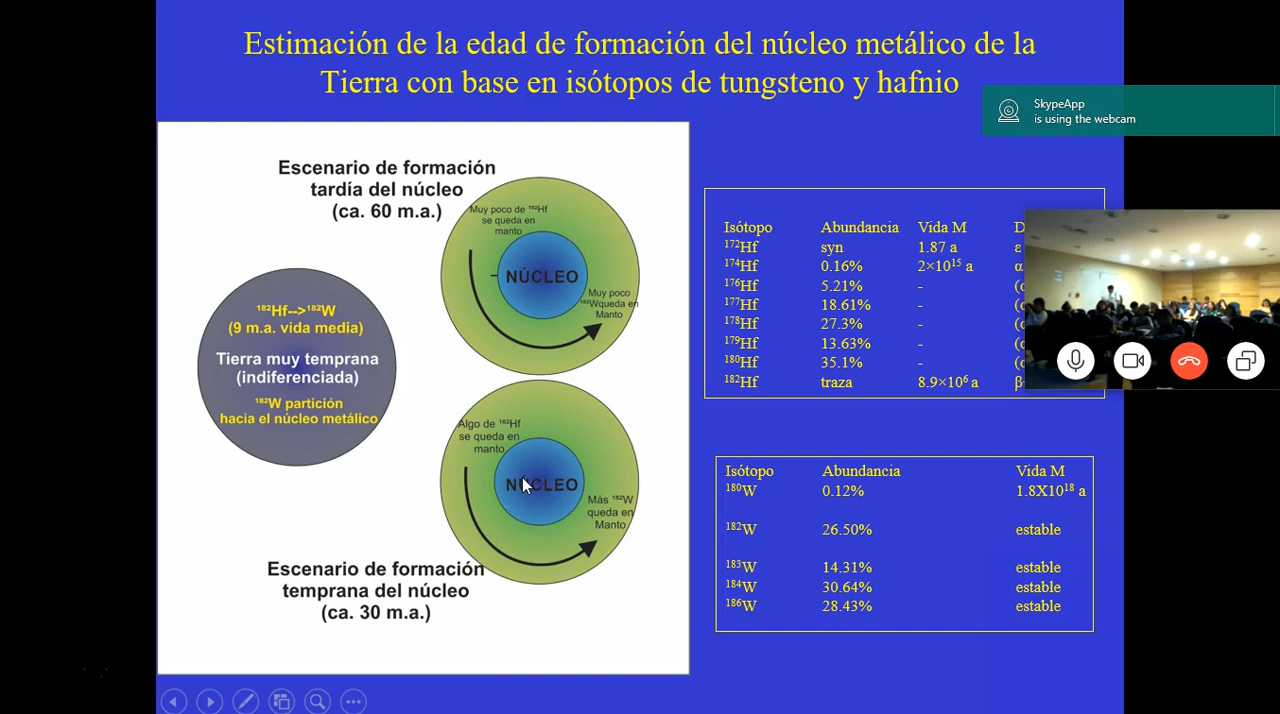 Estimación de la edad de formación del núcleo metálico de la
Tierra con base en isótopos de tungsteno y hafnio
SkypeApp
is using the webcam
Escenario de formación
tardía del núcleo
(ca. 60 m.a.)
Muy poco de ¹⁸²Hf
se queda en
manto
NÚCLEO
Muy poco
¹⁸²Wqueda en
Manto
¹⁸²Hf-->¹⁸²W
(9 m.a. vida media)
Tierra muy temprana
(indiferenciada)
¹⁸²W partición
hacia el núcleo metálico
Algo de ¹⁸²Hf
se queda en
manto
NÚCLEO
Más ¹⁸²W
queda en
Manto
Escenario de formación
temprana del núcleo
(ca. 30 m.a.)
Isótopo Abundancia Vida M D
¹⁷²Hf syn 1.87 a ε
¹⁷⁴Hf 0.16% 2×10¹⁵ a α
¹⁷⁶Hf 5.21% -
¹⁷⁷Hf 18.61% -
¹⁷⁸Hf 27.3% -
¹⁷⁹Hf 13.63% -
¹⁸⁰Hf 35.1% -
¹⁸²Hf traza 8.9×10⁶ a β
Isótopo Abundancia Vida M
¹⁸⁰W 0.12% 1.8X10¹⁸ a
¹⁸²W 26.50% estable
¹⁸³W 14.31% estable
¹⁸⁴W 30.64% estable
¹⁸⁶W 28.43% estable